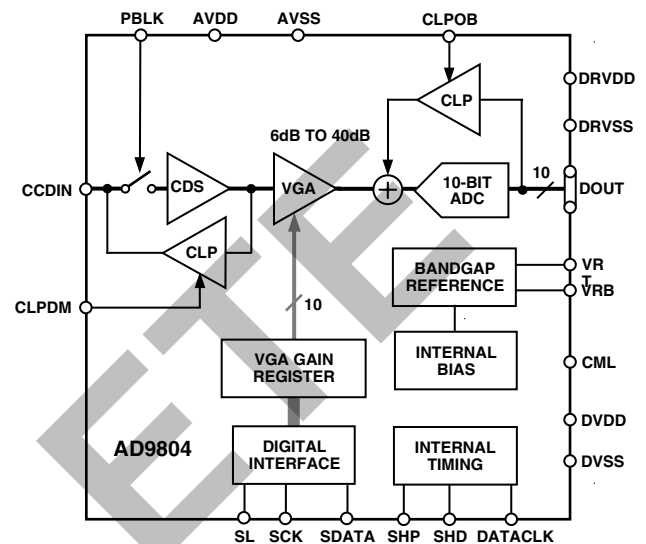 PBLK AVDD AVSS CLPOB
DRVDD
CLP
DRVSS
6dB TO 40dB
10
CCDIN CDS VGA + 10-BIT ADC DOUT
CLP
BANDGAP
REFERENCE
VR
T
VRB
CLPDM
10
VGA GAIN
REGISTER
INTERNAL
BIAS
CML
DVDD
AD9804
DIGITAL
INTERFACE
INTERNAL
TIMING
DVSS
SL SCK SDATA SHP SHD DATACLK
ETE